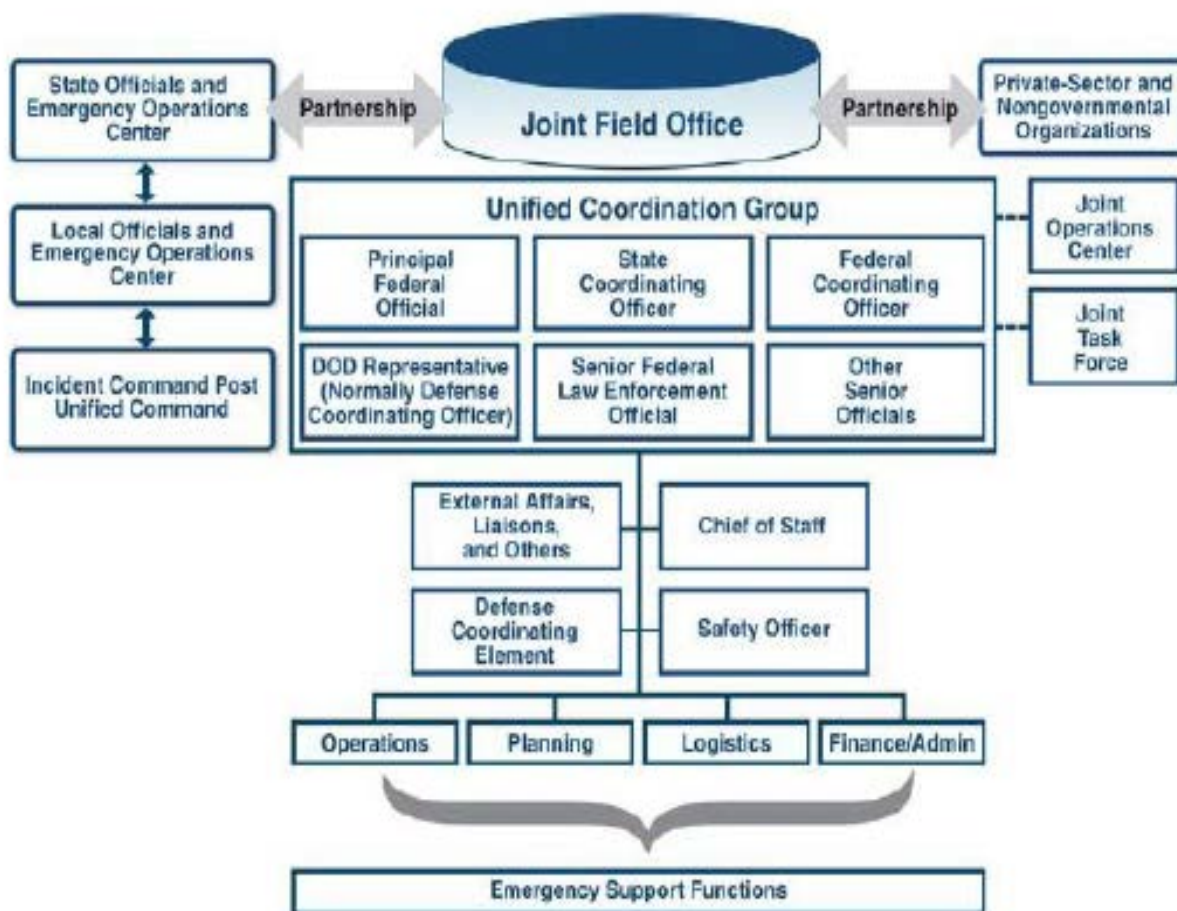 State Officials and
Emergency Operations
Center
Partnership
Joint Field Office
Partnership
Private-Sector and
Nongovernmental
Organizations
Local Officials and
Emergency Operations
Center
Incident Command Post
Unified Command
Unified Coordination Group
Principal
Federal
Official
State
Coordinating
Officer
Federal
Coordinating
Officer
DOD Representative
(Normally Defense
Coordinating Officer)
Senior Federal
Law Enforcement
Official
Other
Senior
Officials
Joint
Operations
Center
Joint
Task
Force
External Affairs,
Liaisons,
and Others
Chief of Staff
Defense
Coordinating
Element
Safety Officer
Operations
Planning
Logistics
Finance/Admin
Emergency Support Functions